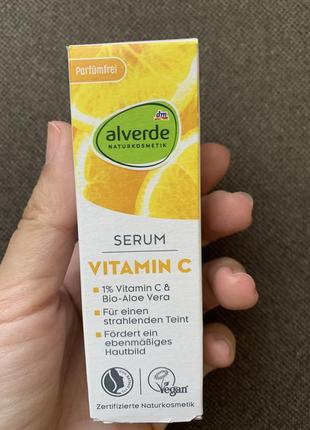 Parfümfrei
dm
alverde
NATURKOSMETIK
SERUM
VITAMIN C
1% Vitamin C &
Bio-Aloe Vera
Für einen
strahlenden Teint
Fördert ein
ebenmäßiges
Hautbild
Vegan
Zertifizierte Naturkosmetik